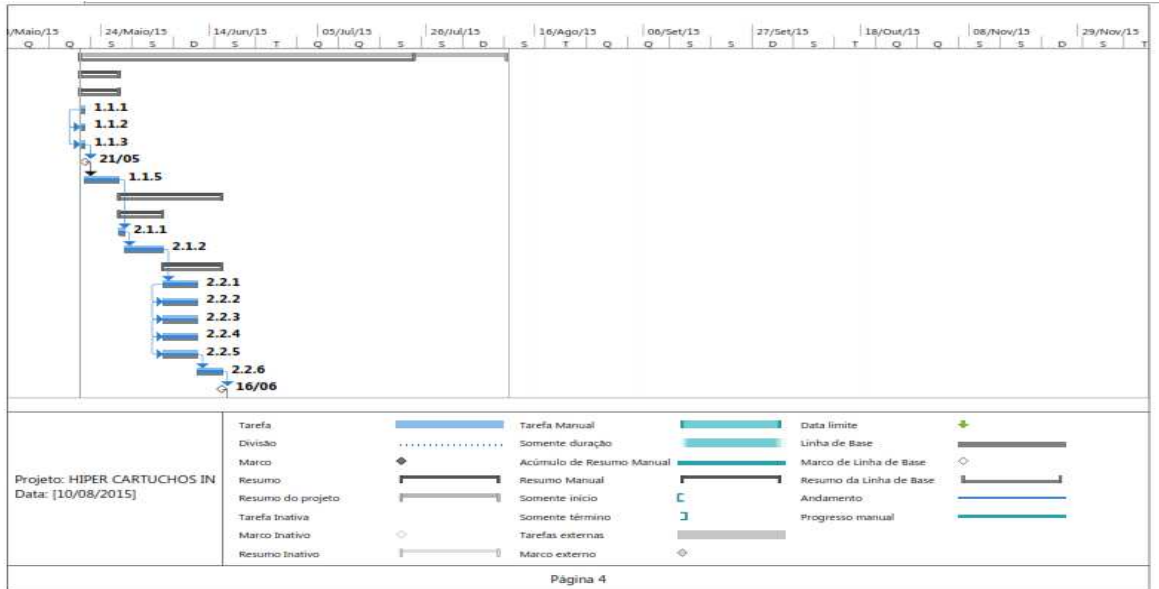 /Maio/15 24/Maio/15 14/Jun/15 05/Jul/15 26/Jul/15 16/Ago/15 06/Set/15 27/Set/15 18/Out/15 08/Nov/15 29/Nov/15
Q Q S S D S T Q Q S S D S T Q Q S S D S T Q Q S S D S T
1.1.1
1.1.2
1.1.3
21/05
1.1.5
2.1.1
2.1.2
2.2.1
2.2.2
2.2.3
2.2.4
2.2.5
2.2.6
16/06
Projeto: HIPER CARTUCHOS IN
Data: [10/08/2015]
Tarefa
Divisão
Marco
Resumo
Resumo do projeto
Tarefa Inativa
Marco Inativo
Resumo Inativo
Tarefa Manual
Somente duração
Acúmulo de Resumo Manual
Resumo Manual
Somente início
Somente término
Tarefas externas
Marco externo
Data limite
Linha de Base
Marco de Linha de Base
Resumo da Linha de Base
Andamento
Progresso manual
Página 4